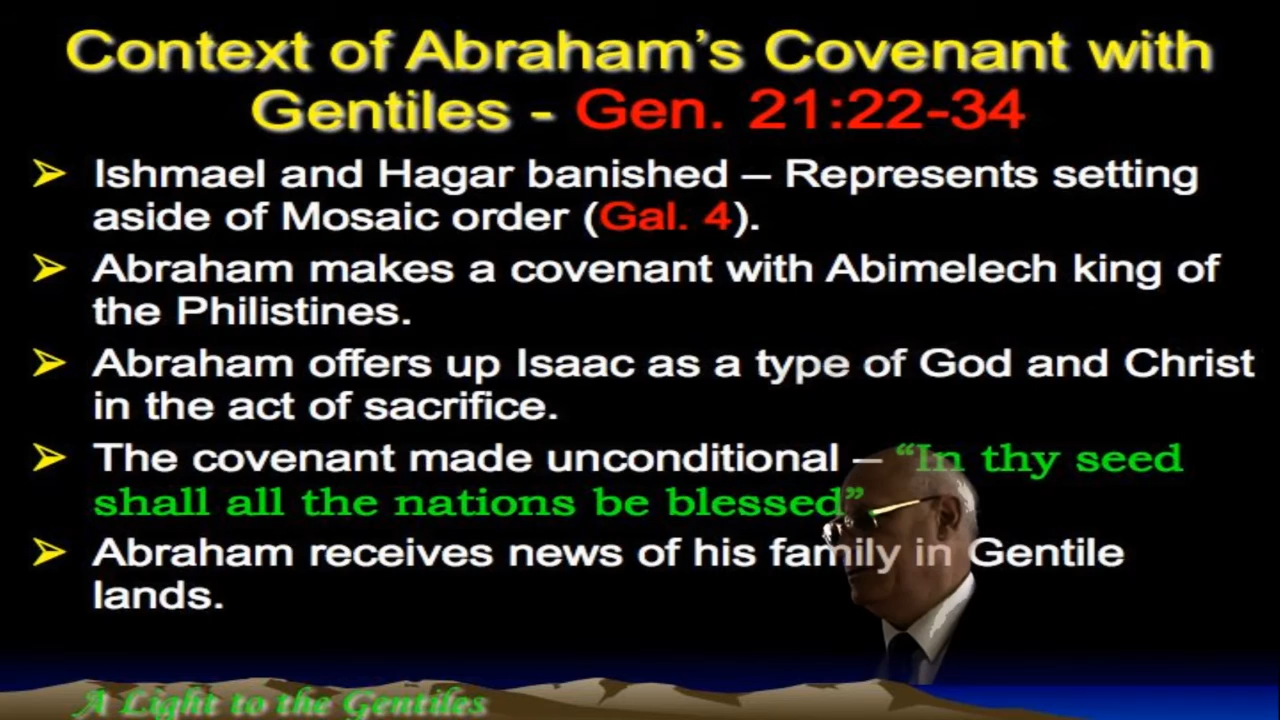 Context of Abraham’s Covenant with
Gentiles - Gen. 21:22-34
➢ Ishmael and Hagar banished – Represents setting
aside of Mosaic order (Gal. 4).
➢ Abraham makes a covenant with Abimelech king of
the Philistines.
➢ Abraham offers up Isaac as a type of God and Christ
in the act of sacrifice.
➢ The covenant made unconditional – “In thy seed
shall all the nations be blessed”
➢ Abraham receives news of his family in Gentile
lands.
A Light to the Gentiles